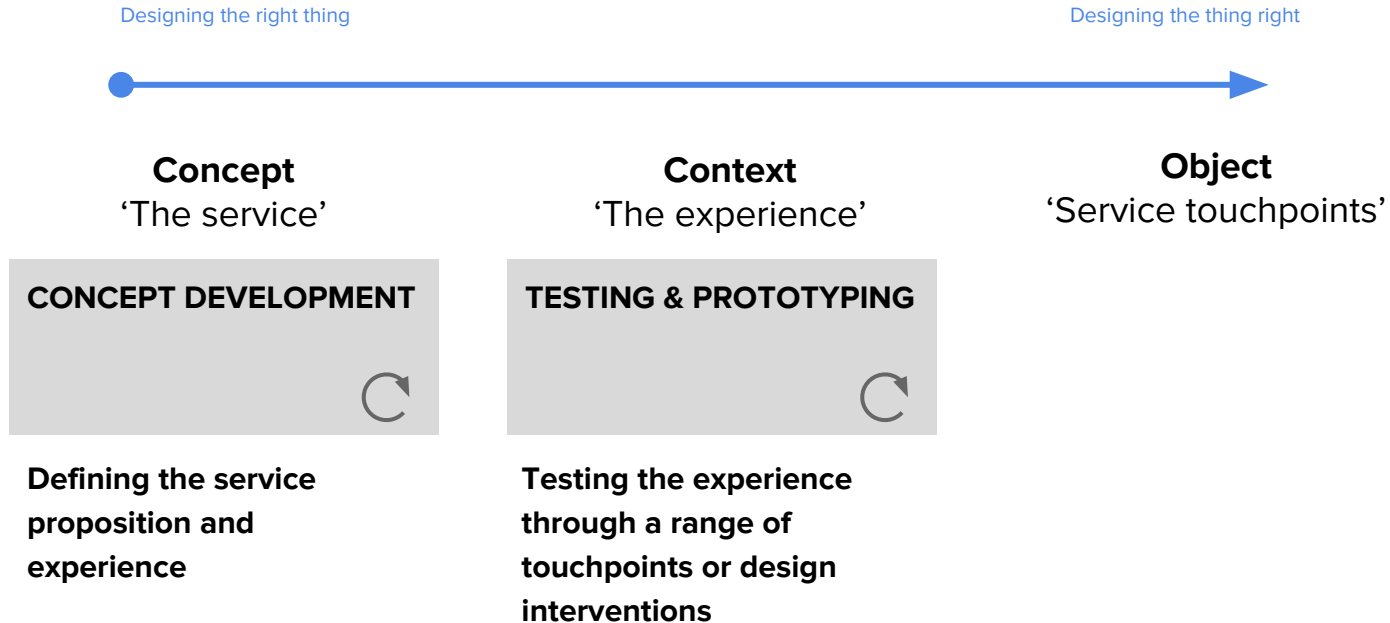 Designing the right thing
Designing the thing right
Concept
‘The service’
Context
‘The experience’
Object
‘Service touchpoints’
CONCEPT DEVELOPMENT
TESTING & PROTOTYPING
Defining the service
proposition and
experience
Testing the experience
through a range of
touchpoints or design
interventions